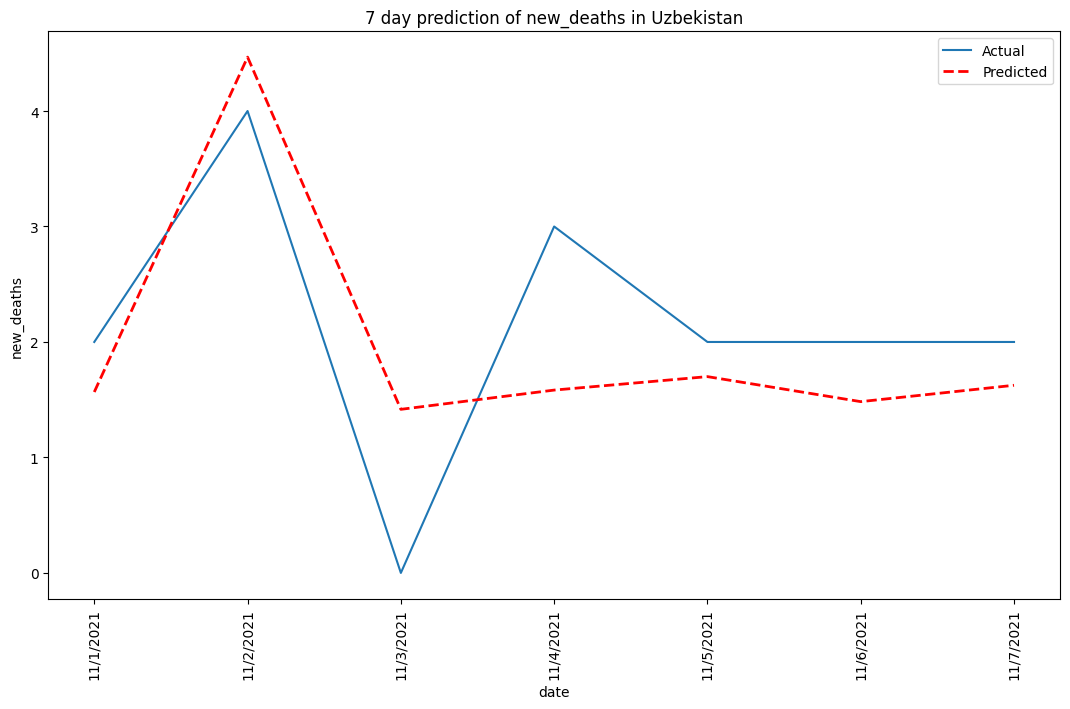 7 day prediction of new_deaths in Uzbekistan
Actual
Predicted
new_deaths
4
3
2
1
0
11/1/2021
11/2/2021
11/3/2021
11/4/2021
11/5/2021
11/6/2021
11/7/2021
date